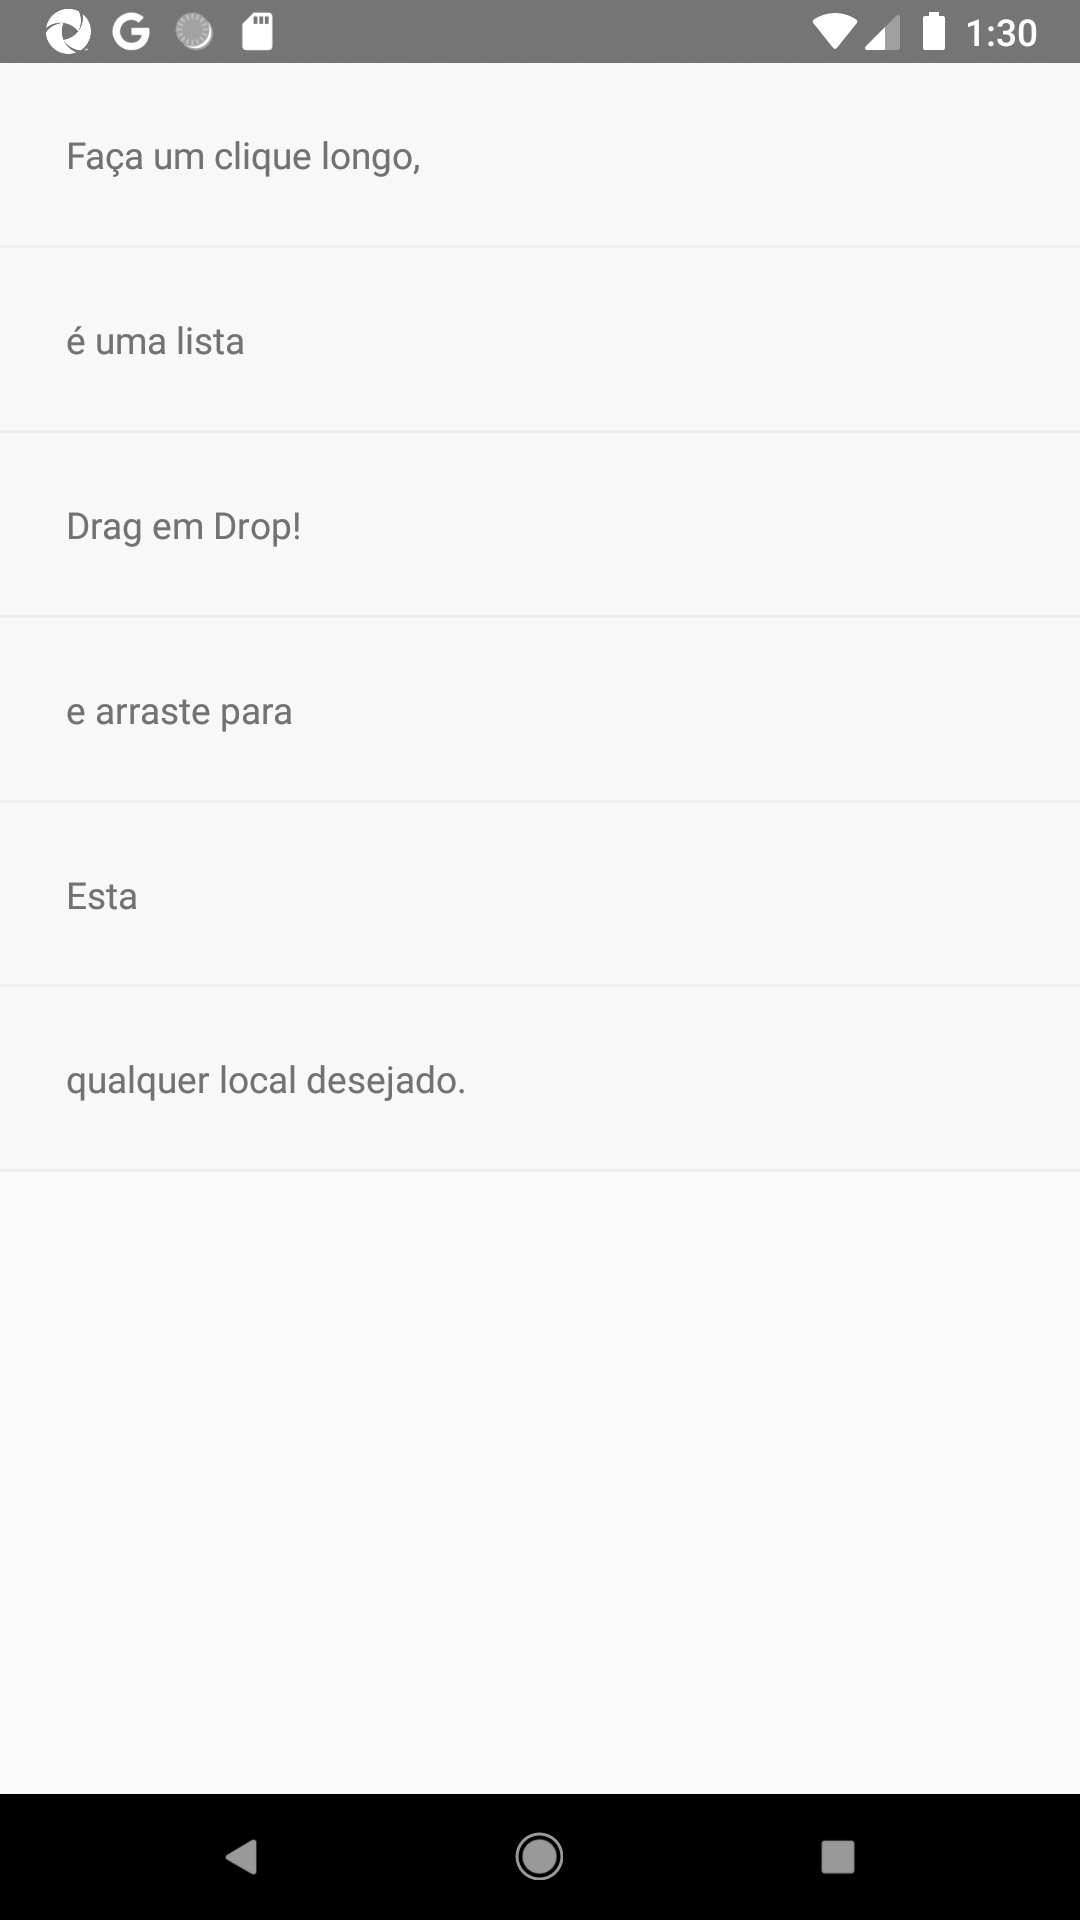 1:30
Faça um clique longo,
é uma lista
Drag em Drop!
e arraste para
Esta
qualquer local desejado.